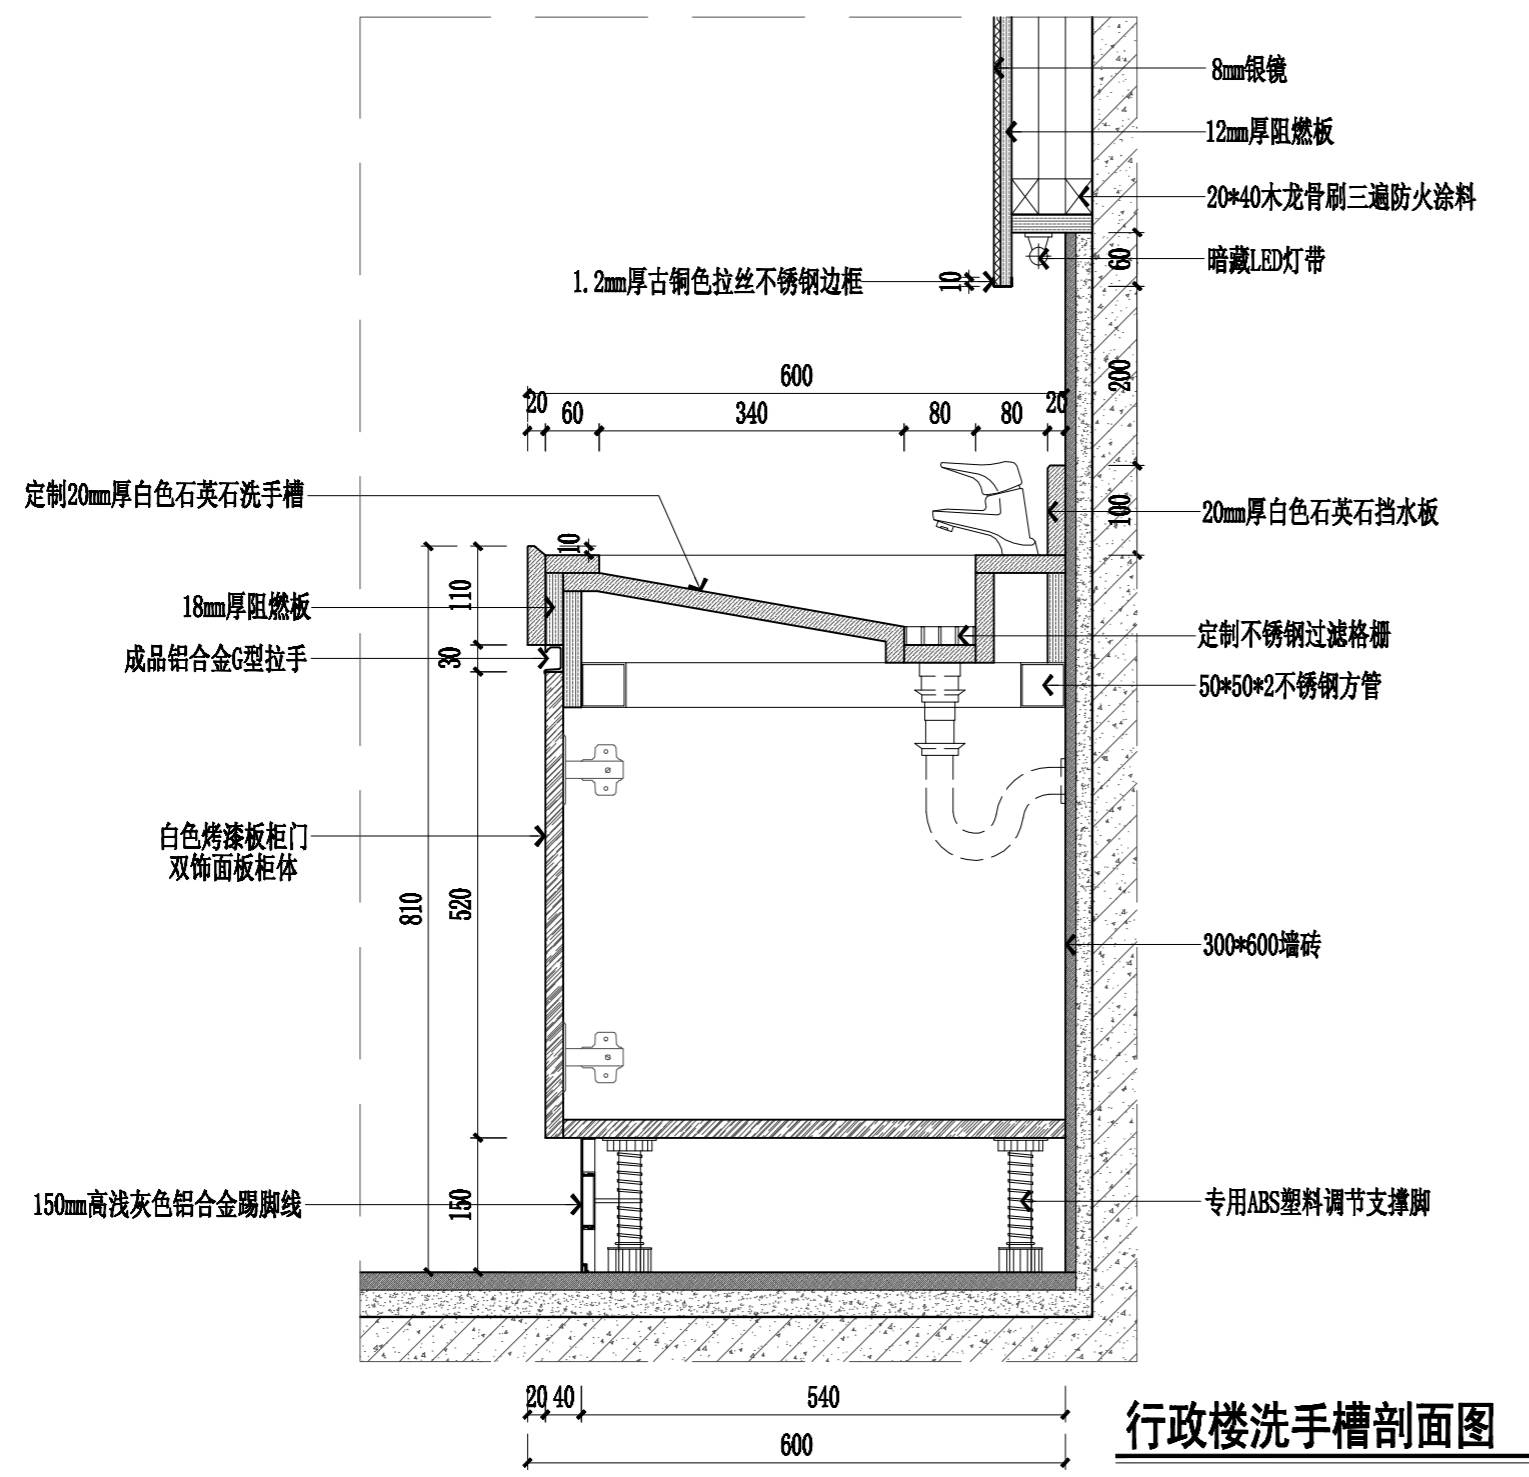 8mm银镜
12mm厚阻燃板
20*40木龙骨刷三遍防火涂料
暗藏LED灯带
60
1.2mm厚古铜色拉丝不锈钢边框
10
200
600
20
60
340
80
80
20
定制20mm厚白色石英石洗手槽
20mm厚白色石英石挡水板
100
10
110
18mm厚阻燃板
定制不锈钢过滤格栅
成品铝合金G型拉手
30
50*50*2不锈钢方管
白色烤漆板柜门
双饰面板柜体
810
520
300*600墙砖
150mm高浅灰色铝合金踢脚线
150
专用ABS塑料调节支撑脚
20
40
540
600
行政楼洗手槽剖面图